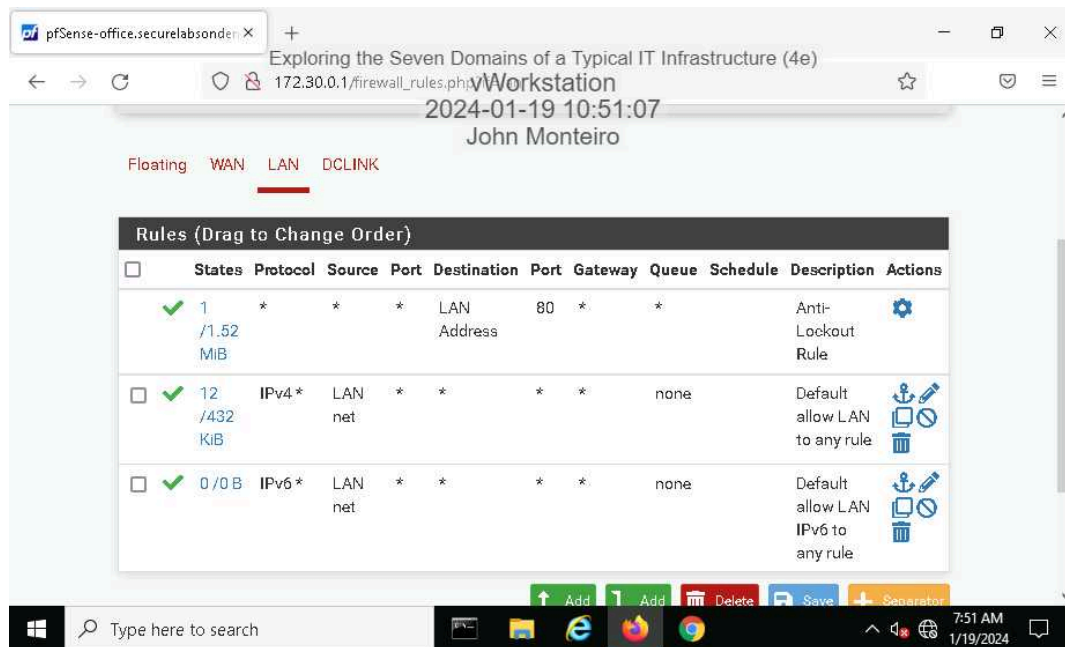 pfSense-office.securelabsonde
Exploring the Seven Domains of a Typical IT Infrastructure (4e)
172.30.0.1/firewall_rules.php
vWorkstation
2024-01-19 10:51:07
John Monteiro
Floating WAN LAN DCLINK
Rules (Drag to Change Order)
States Protocol Source Port Destination Port Gateway Queue Schedule Description Actions
1 * * * LAN 80 * * Anti-
/1.52 Address Lockout
MiB Rule
12 IPv4 * LAN * * * * none Default
/432 net allow LAN
KiB to any rule
0 /0 B IPv6 * LAN * * * * none Default
net allow LAN
IPv6 to
any rule
Add Add Delete Save Separator
Type here to search
7:51 AM
1/19/2024